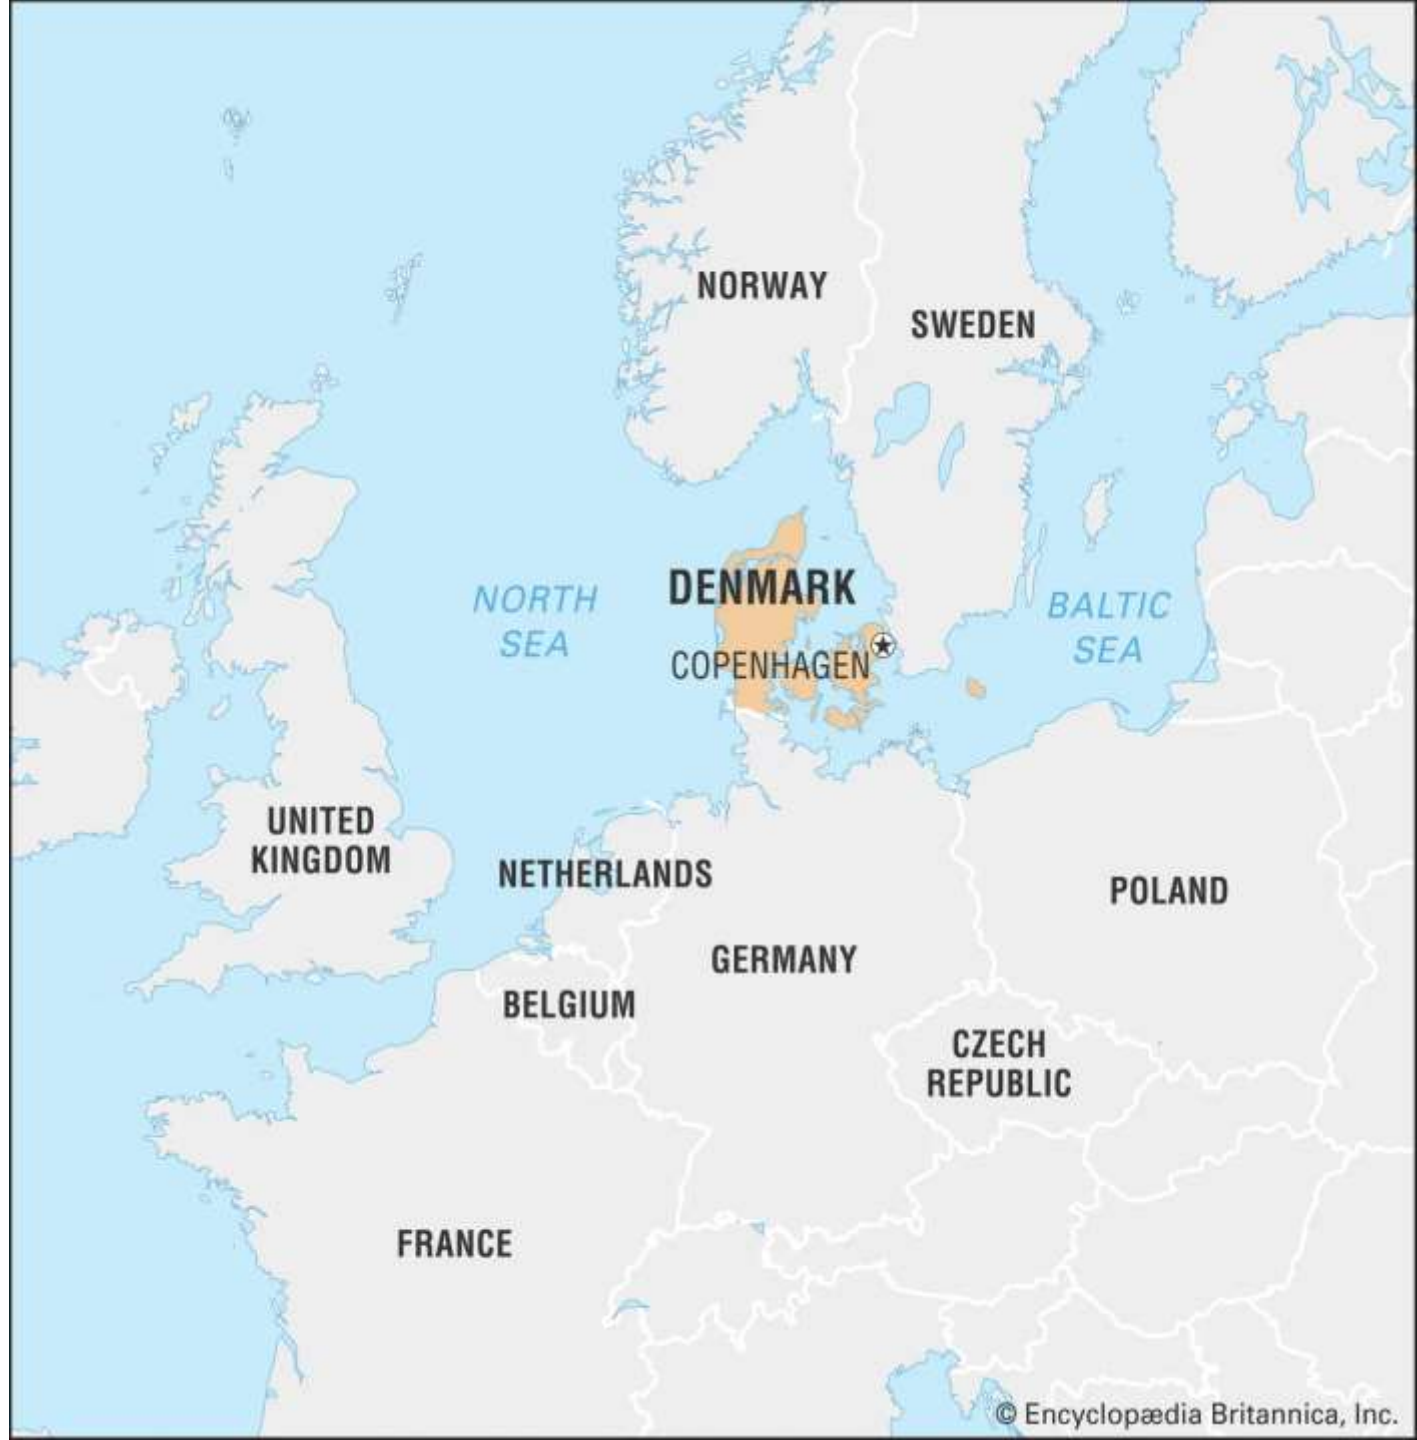 NORWAY
SWEDEN
DENMARK
NORTH
SEA
BALTIC
SEA
COPENHAGEN
UNITED
KINGDOM
NETHERLANDS
POLAND
GERMANY
BELGIUM
CZECH
REPUBLIC
FRANCE
© Encyclopædia Britannica, Inc.